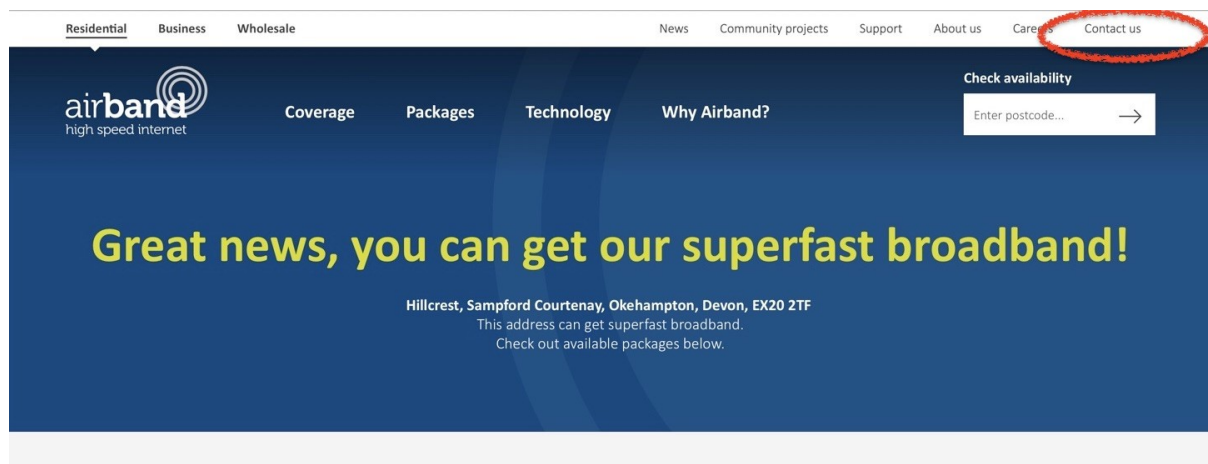 Residential Business Wholesale News Community projects Support About us Careers Contact us
Check availability
airband
high speed internet
Coverage Packages Technology Why Airband?
Enter postcode...
Great news, you can get our superfast broadband!
Hillcrest, Sampford Courtenay, Okehampton, Devon, EX20 2TF
This address can get superfast broadband.
Check out available packages below.